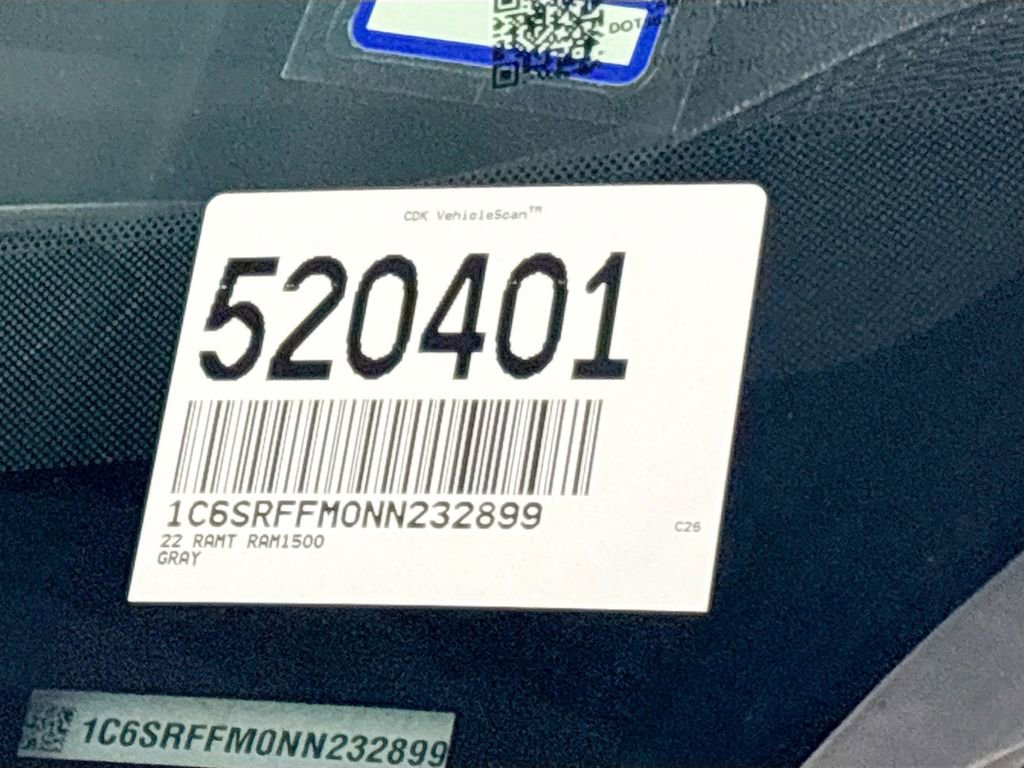 DOT
CDK VehicleScan™
520401
1C6SRFFM0NN232899
C26
22 RAMT RAM1500
GRAY
1C6SRFFM0NN232899